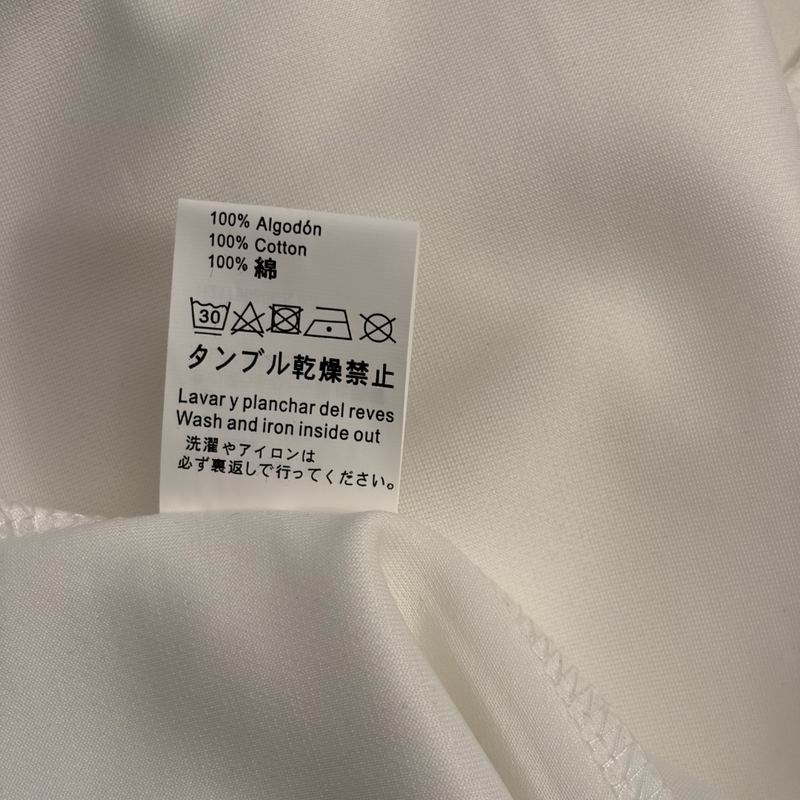 100% Algodón
100% Cotton
100% 綿
30
タンブル乾燥禁止
Lavar y planchar del reves
Wash and iron inside out
洗濯やアイロンは
必ず裏返しで行ってください。